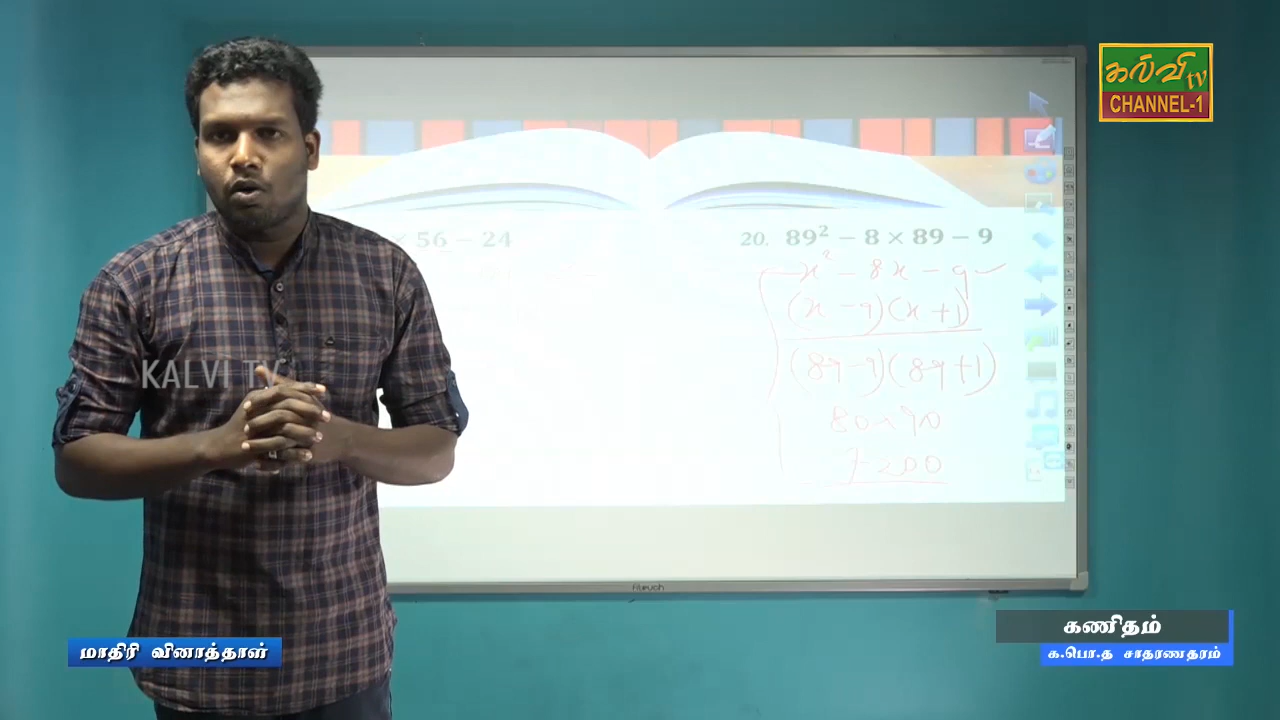 கல்வி tv
CHANNEL-1
× 56 − 24
20. 89² − 8 × 89 − 9
x² − 8x − 9
(x − 9)(x + 1)
(89 − 9)(89 + 1)
80 × 90
7200
KALVI TV
மாதிரி வினாத்தாள்
கணிதம்
க.பொ.த சாதாரணதரம்